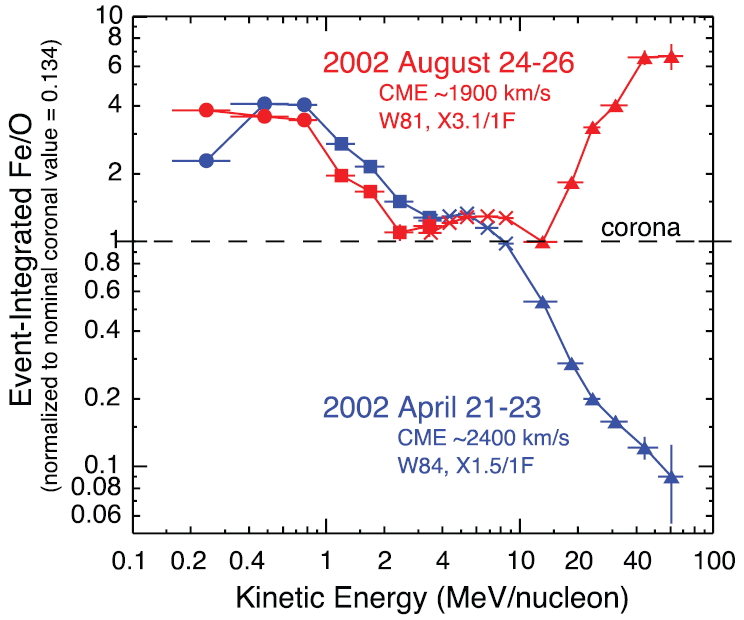 10
6
4
2
1
0.8
0.6
0.4
0.2
0.1
0.08
0.06
Event-Integrated Fe/O
(normalized to nominal coronal value = 0.134)
2002 August 24-26
CME ~1900 km/s
W81, X3.1/1F
corona
2002 April 21-23
CME ~2400 km/s
W84, X1.5/1F
0.1 0.2 0.4 1 2 4 10 20 40 100
Kinetic Energy (MeV/nucleon)